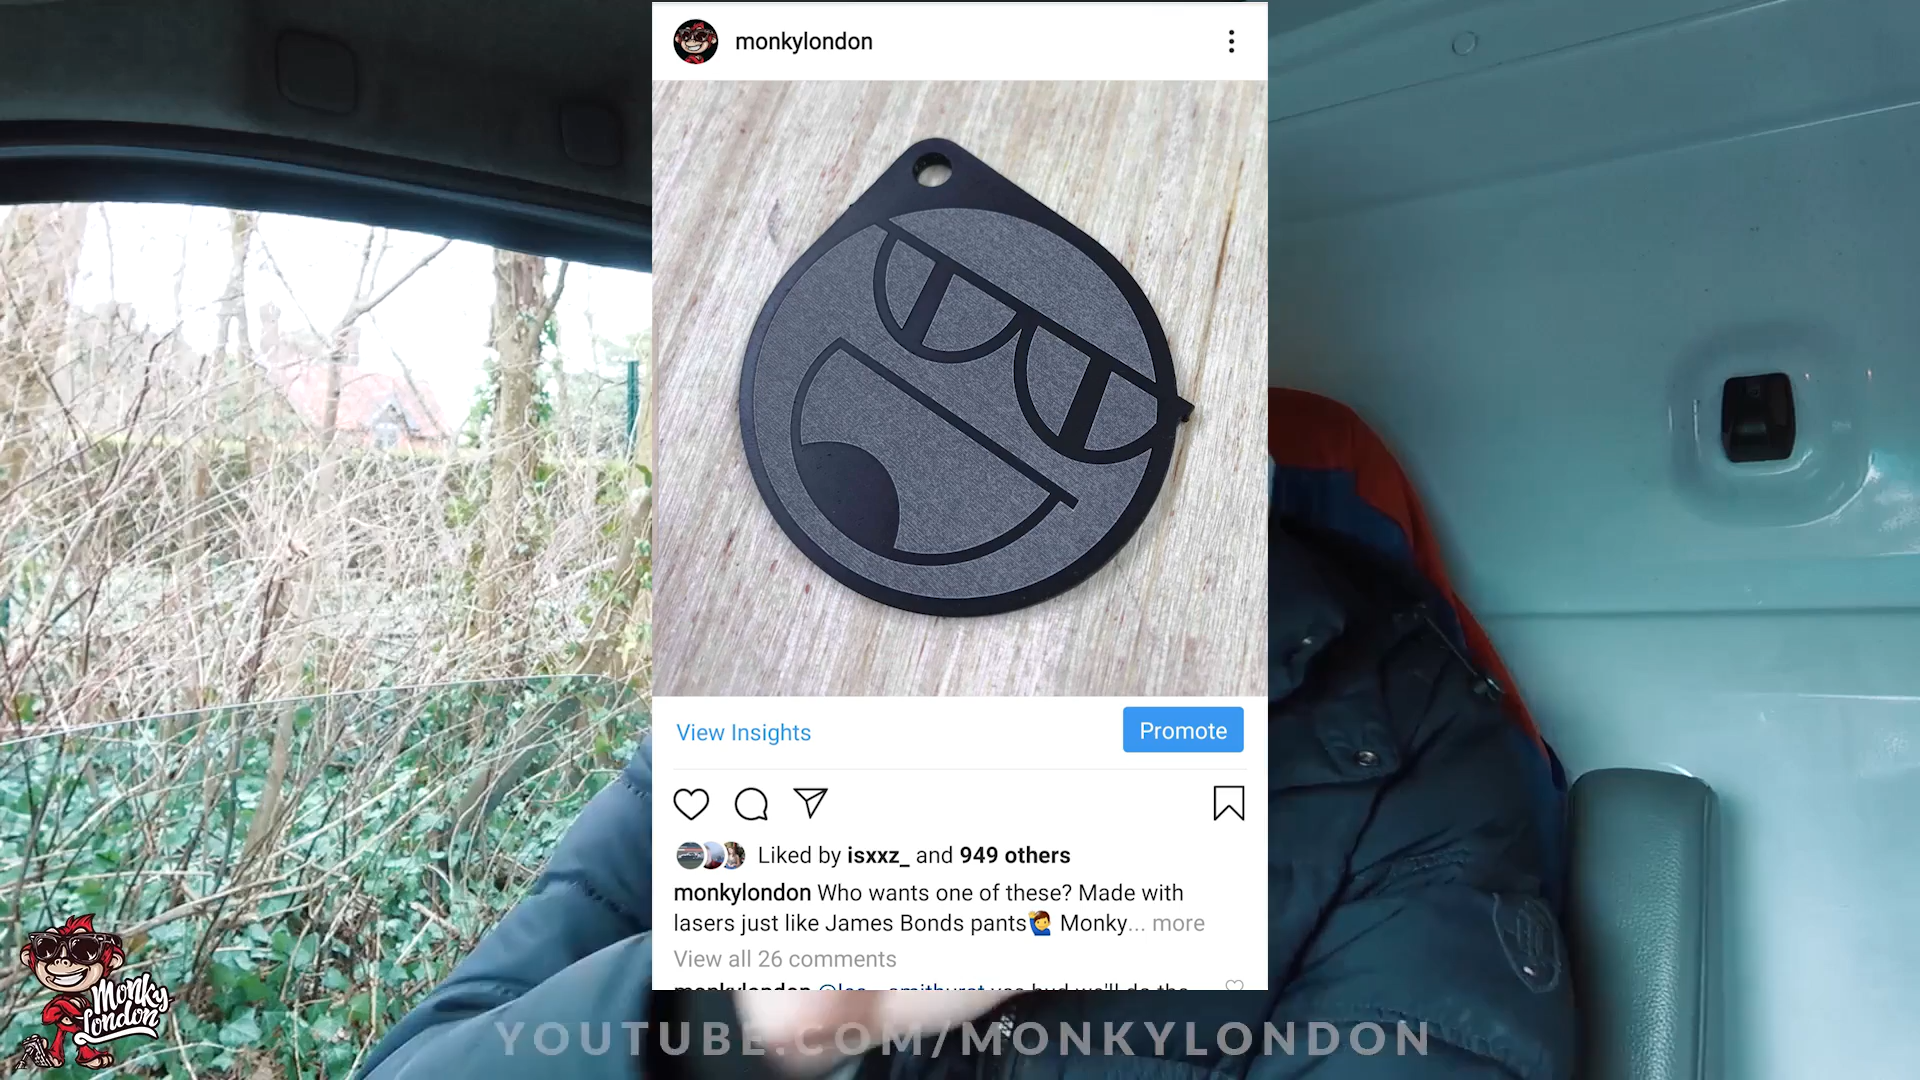 monkylondon
View Insights
Promote
Liked by isxxz_ and 949 others
monkylondon Who wants one of these? Made with
lasers just like James Bonds pants🙋‍♂️ Monky... more
View all 26 comments
monkylondon
Monky
London
YOUTUBE.COM/MONKYLONDON